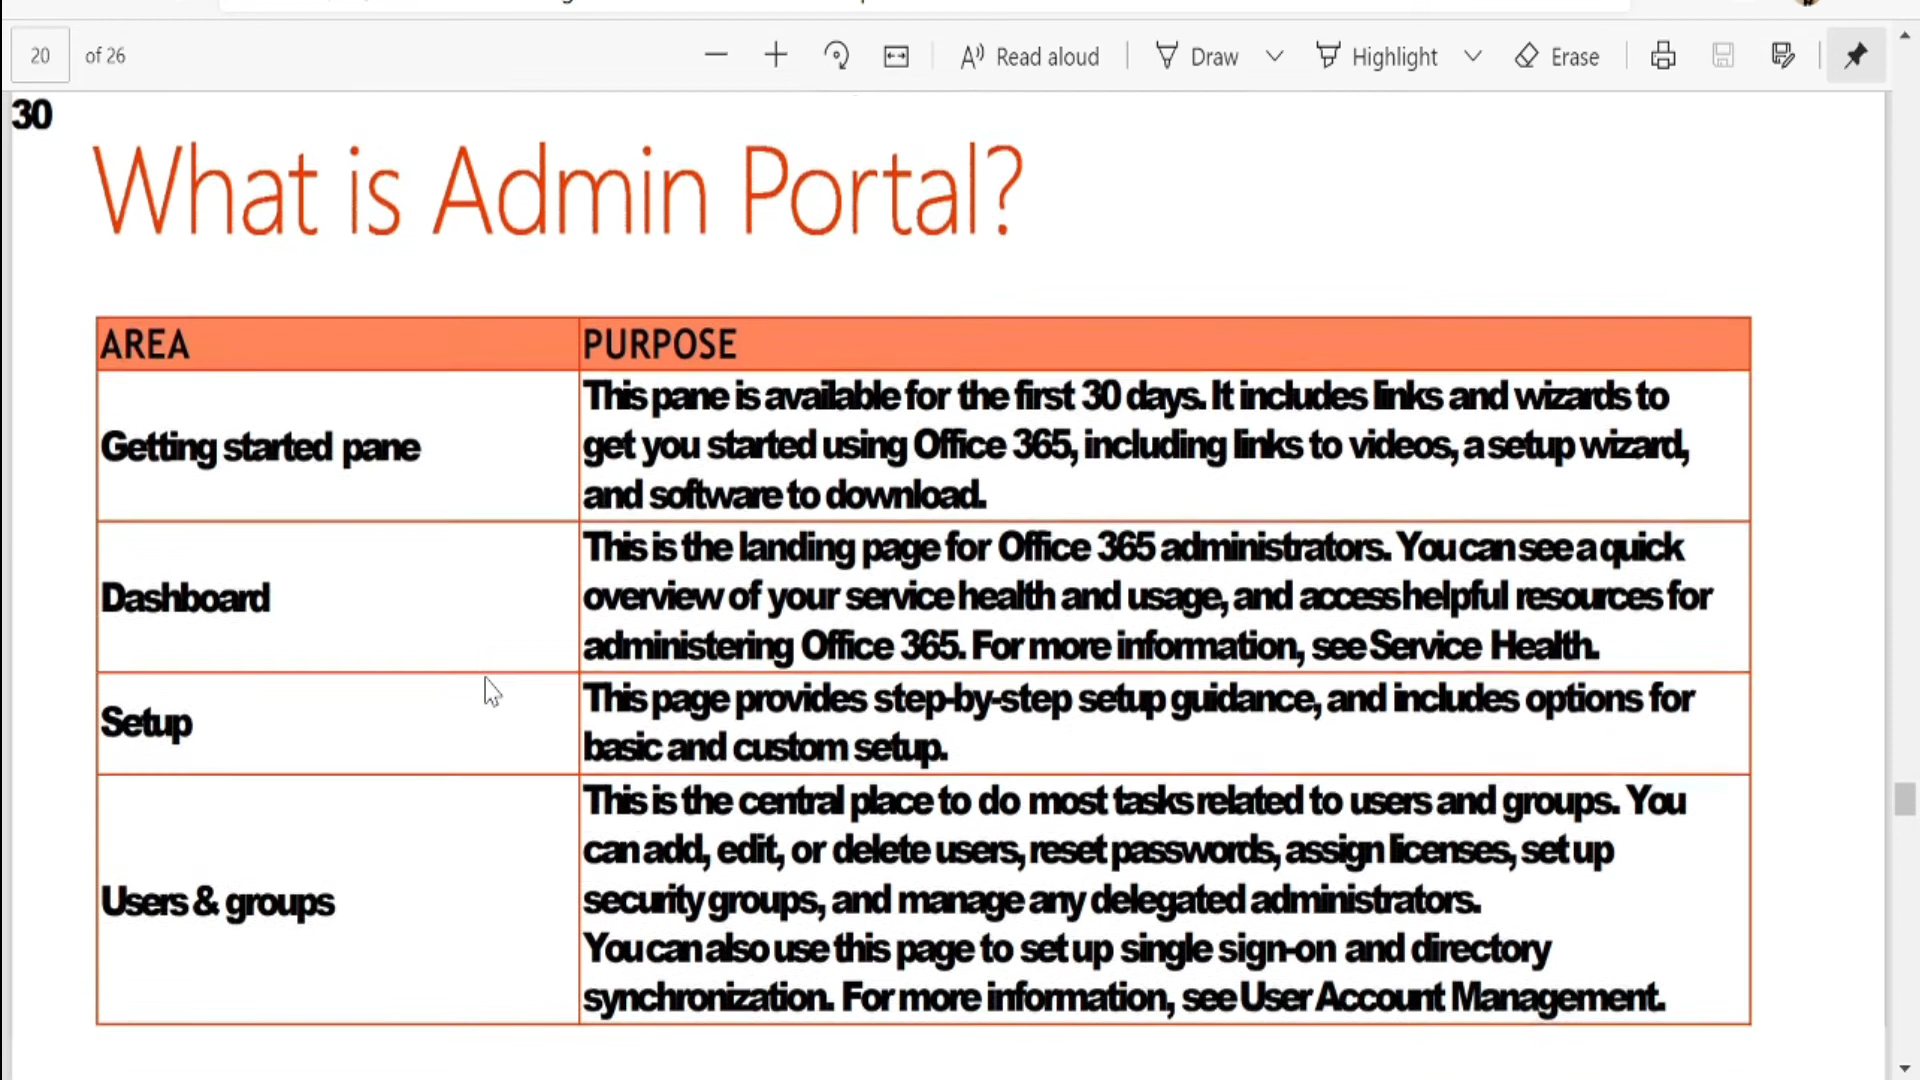 20 of 26 Read aloud Draw Highlight Erase
30
What is Admin Portal?
AREA PURPOSE
Getting started pane
This pane is available for the first 30 days. It includes links and wizards to
get you started using Office 365, including links to videos, a setup wizard,
and software to download.
Dashboard
This is the landing page for Office 365 administrators. You can see a quick
overview of your service health and usage, and access helpful resources for
administering Office 365. For more information, see Service Health.
Setup
This page provides step-by-step setup guidance, and includes options for
basic and custom setup.
Users & groups
This is the central place to do most tasks related to users and groups. You
can add, edit, or delete users, reset passwords, assign licenses, set up
security groups, and manage any delegated administrators.
You can also use this page to set up single sign-on and directory
synchronization. For more information, see User Account Management.